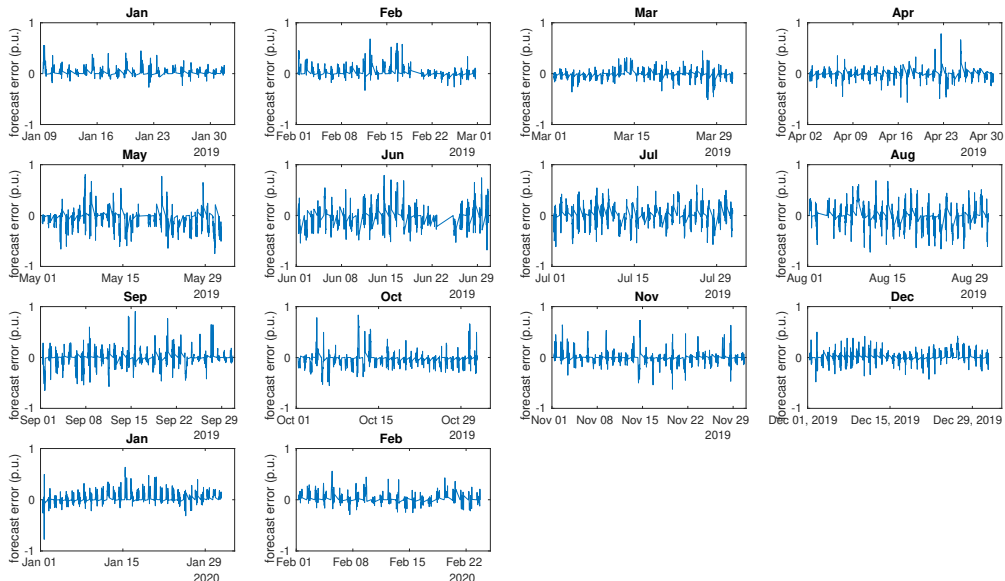 Jan
Feb
Mar
Apr
forecast error (p.u.)
1
0
-1
Jan 09 Jan 16 Jan 23 Jan 30
2019
forecast error (p.u.)
1
0
-1
Feb 01 Feb 08 Feb 15 Feb 22 Mar 01
2019
forecast error (p.u.)
1
0
-1
Mar 01 Mar 15 Mar 29
2019
forecast error (p.u.)
1
0
-1
Apr 02 Apr 09 Apr 16 Apr 23 Apr 30
2019
May
Jun
Jul
Aug
forecast error (p.u.)
1
0
-1
May 01 May 15 May 29
2019
forecast error (p.u.)
1
0
-1
Jun 01 Jun 08 Jun 15 Jun 22 Jun 29
2019
forecast error (p.u.)
1
0
-1
Jul 01 Jul 15 Jul 29
2019
forecast error (p.u.)
1
0
-1
Aug 01 Aug 15 Aug 29
2019
Sep
Oct
Nov
Dec
forecast error (p.u.)
1
0
-1
Sep 01 Sep 08 Sep 15 Sep 22 Sep 29
2019
forecast error (p.u.)
1
0
-1
Oct 01 Oct 15 Oct 29
2019
forecast error (p.u.)
1
0
-1
Nov 01 Nov 08 Nov 15 Nov 22 Nov 29
2019
forecast error (p.u.)
1
0
-1
Dec 01, 2019 Dec 15, 2019 Dec 29, 2019
Jan
Feb
forecast error (p.u.)
1
0
-1
Jan 01 Jan 15 Jan 29
2020
forecast error (p.u.)
1
0
-1
Feb 01 Feb 08 Feb 15 Feb 22
2020